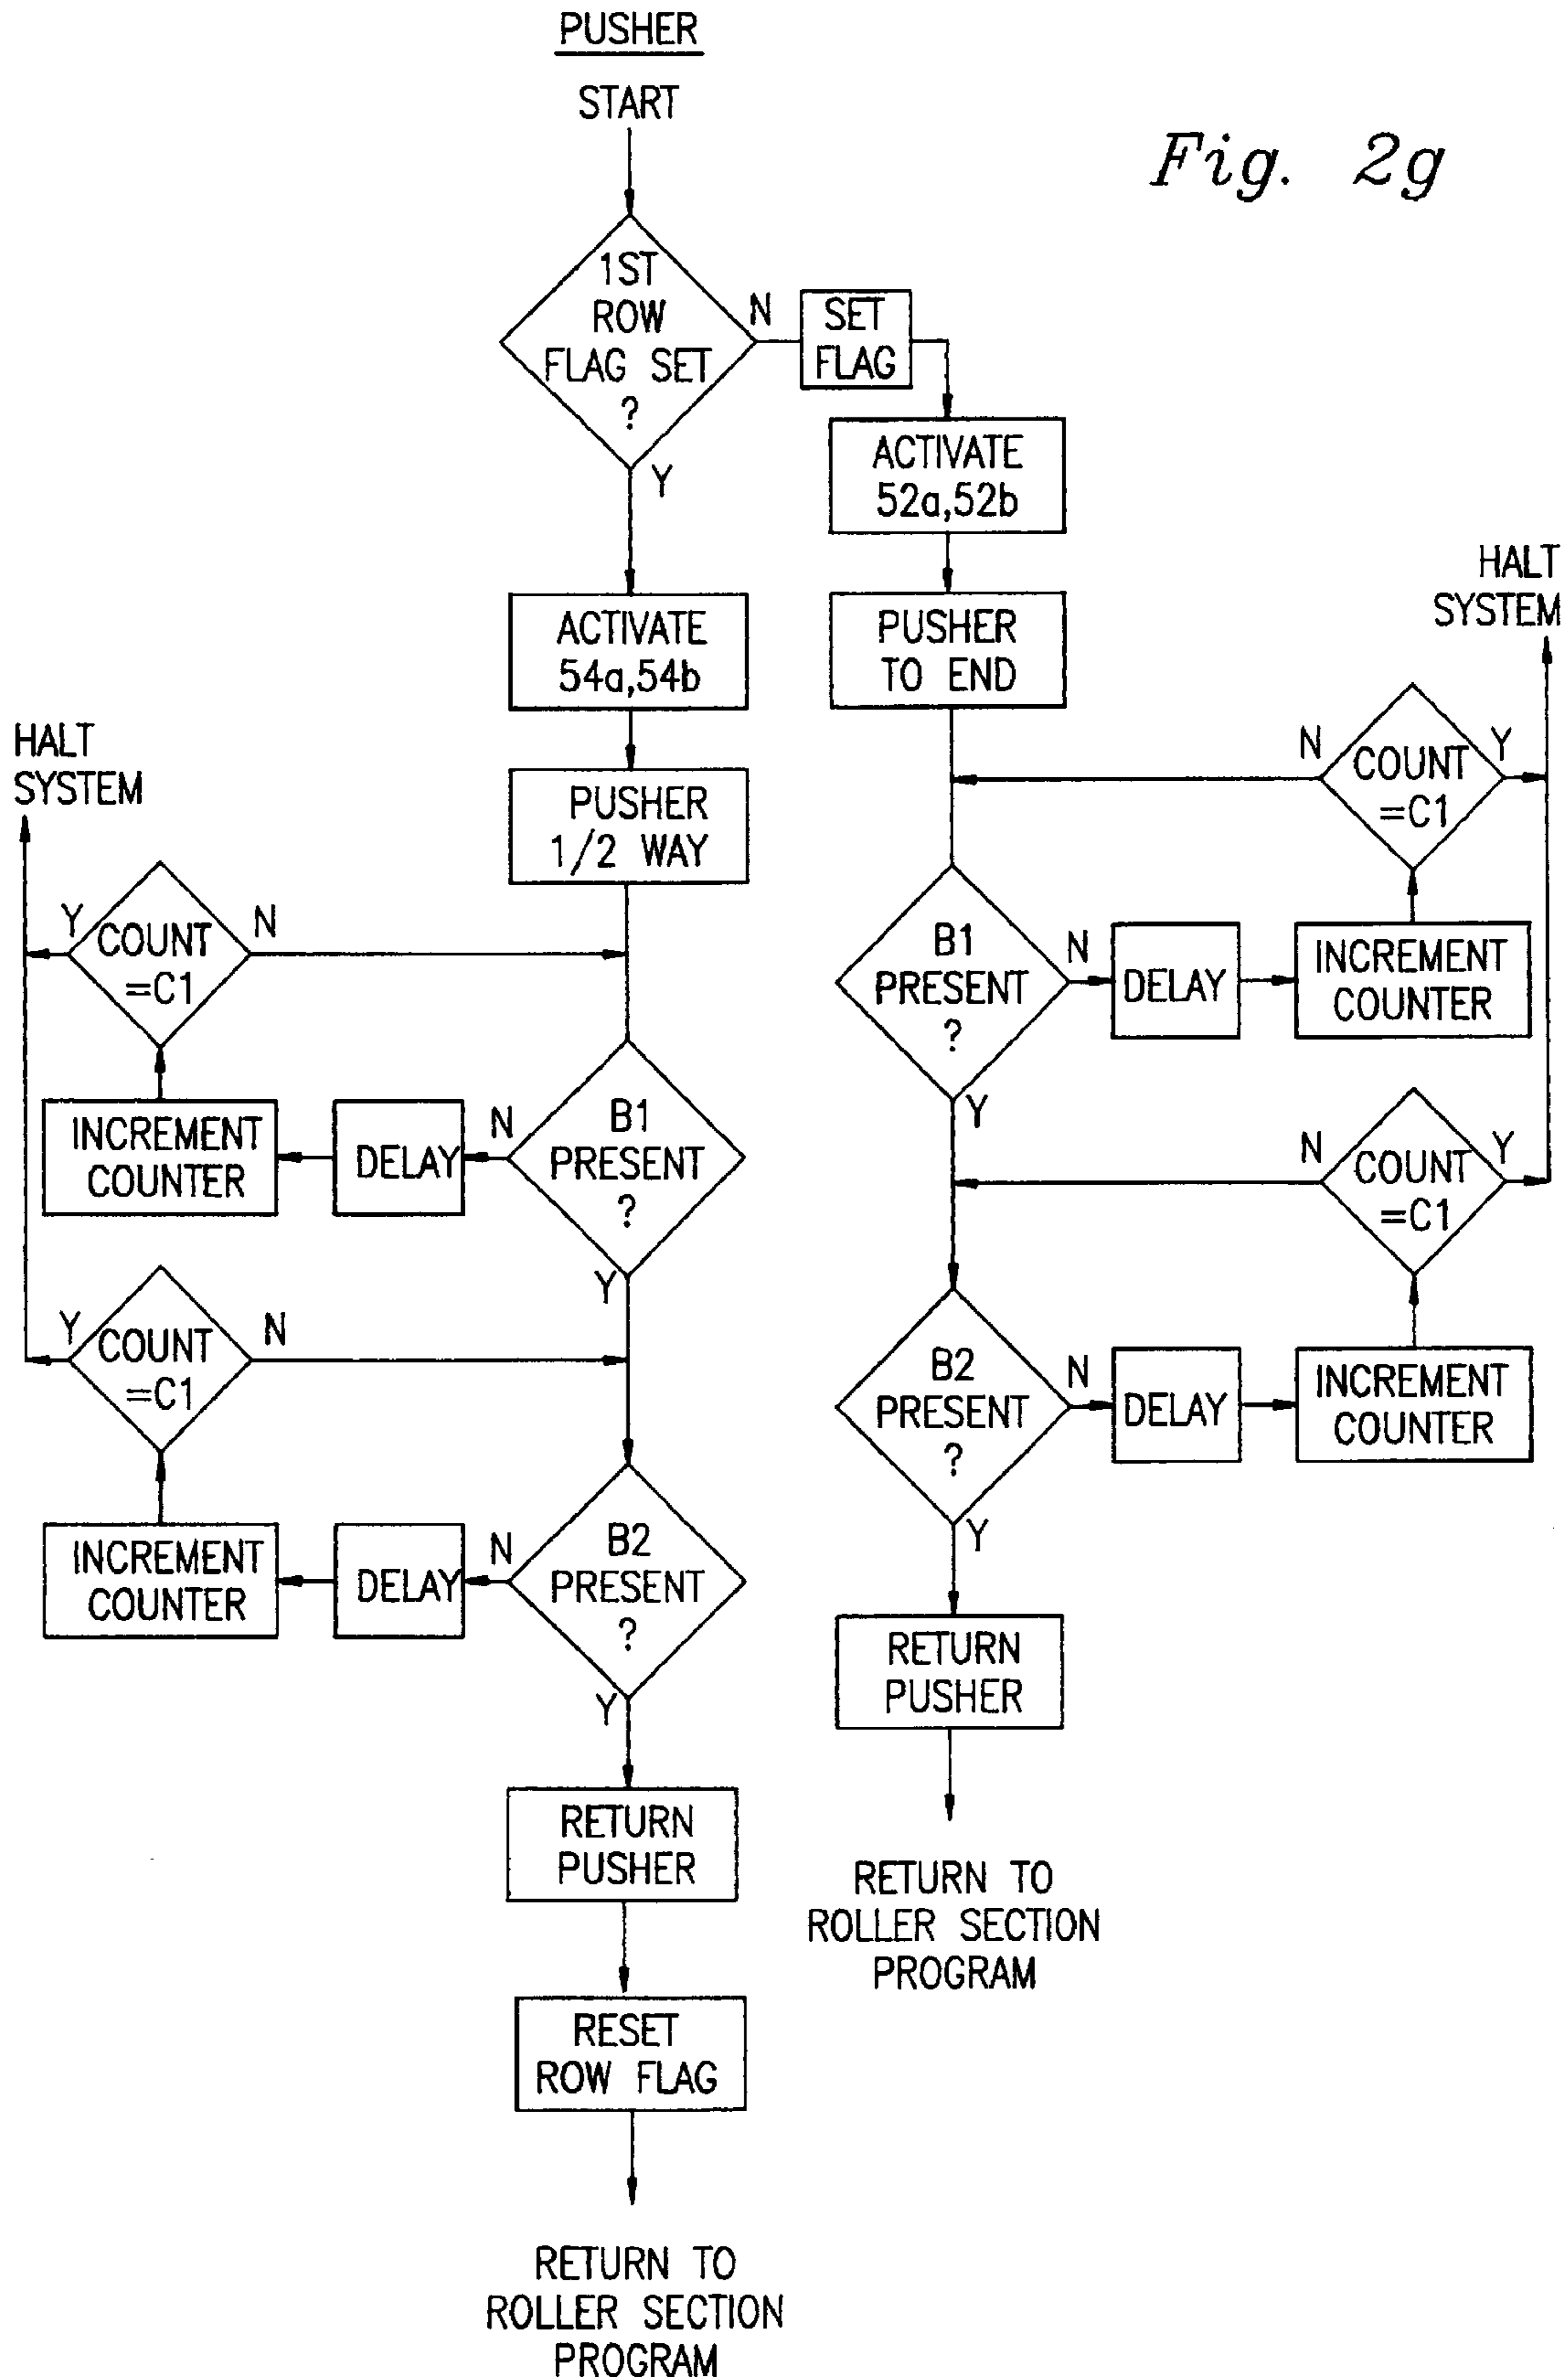 PUSHER
START
Fig. 2g
1ST
ROW
FLAG SET
?
N
SET
FLAG
Y
ACTIVATE
52a,52b
PUSHER
TO END
HALT
SYSTEM
N
COUNT
=C1
Y
B1
PRESENT
?
N
DELAY
INCREMENT
COUNTER
Y
N
COUNT
=C1
Y
B2
PRESENT
?
N
DELAY
INCREMENT
COUNTER
Y
RETURN
PUSHER
RETURN TO
ROLLER SECTION
PROGRAM
ACTIVATE
54a,54b
PUSHER
1/2 WAY
HALT
SYSTEM
Y
COUNT
=C1
N
B1
PRESENT
?
N
DELAY
INCREMENT
COUNTER
Y
Y
COUNT
=C1
N
B2
PRESENT
?
N
DELAY
INCREMENT
COUNTER
Y
RETURN
PUSHER
RESET
ROW FLAG
RETURN TO
ROLLER SECTION
PROGRAM